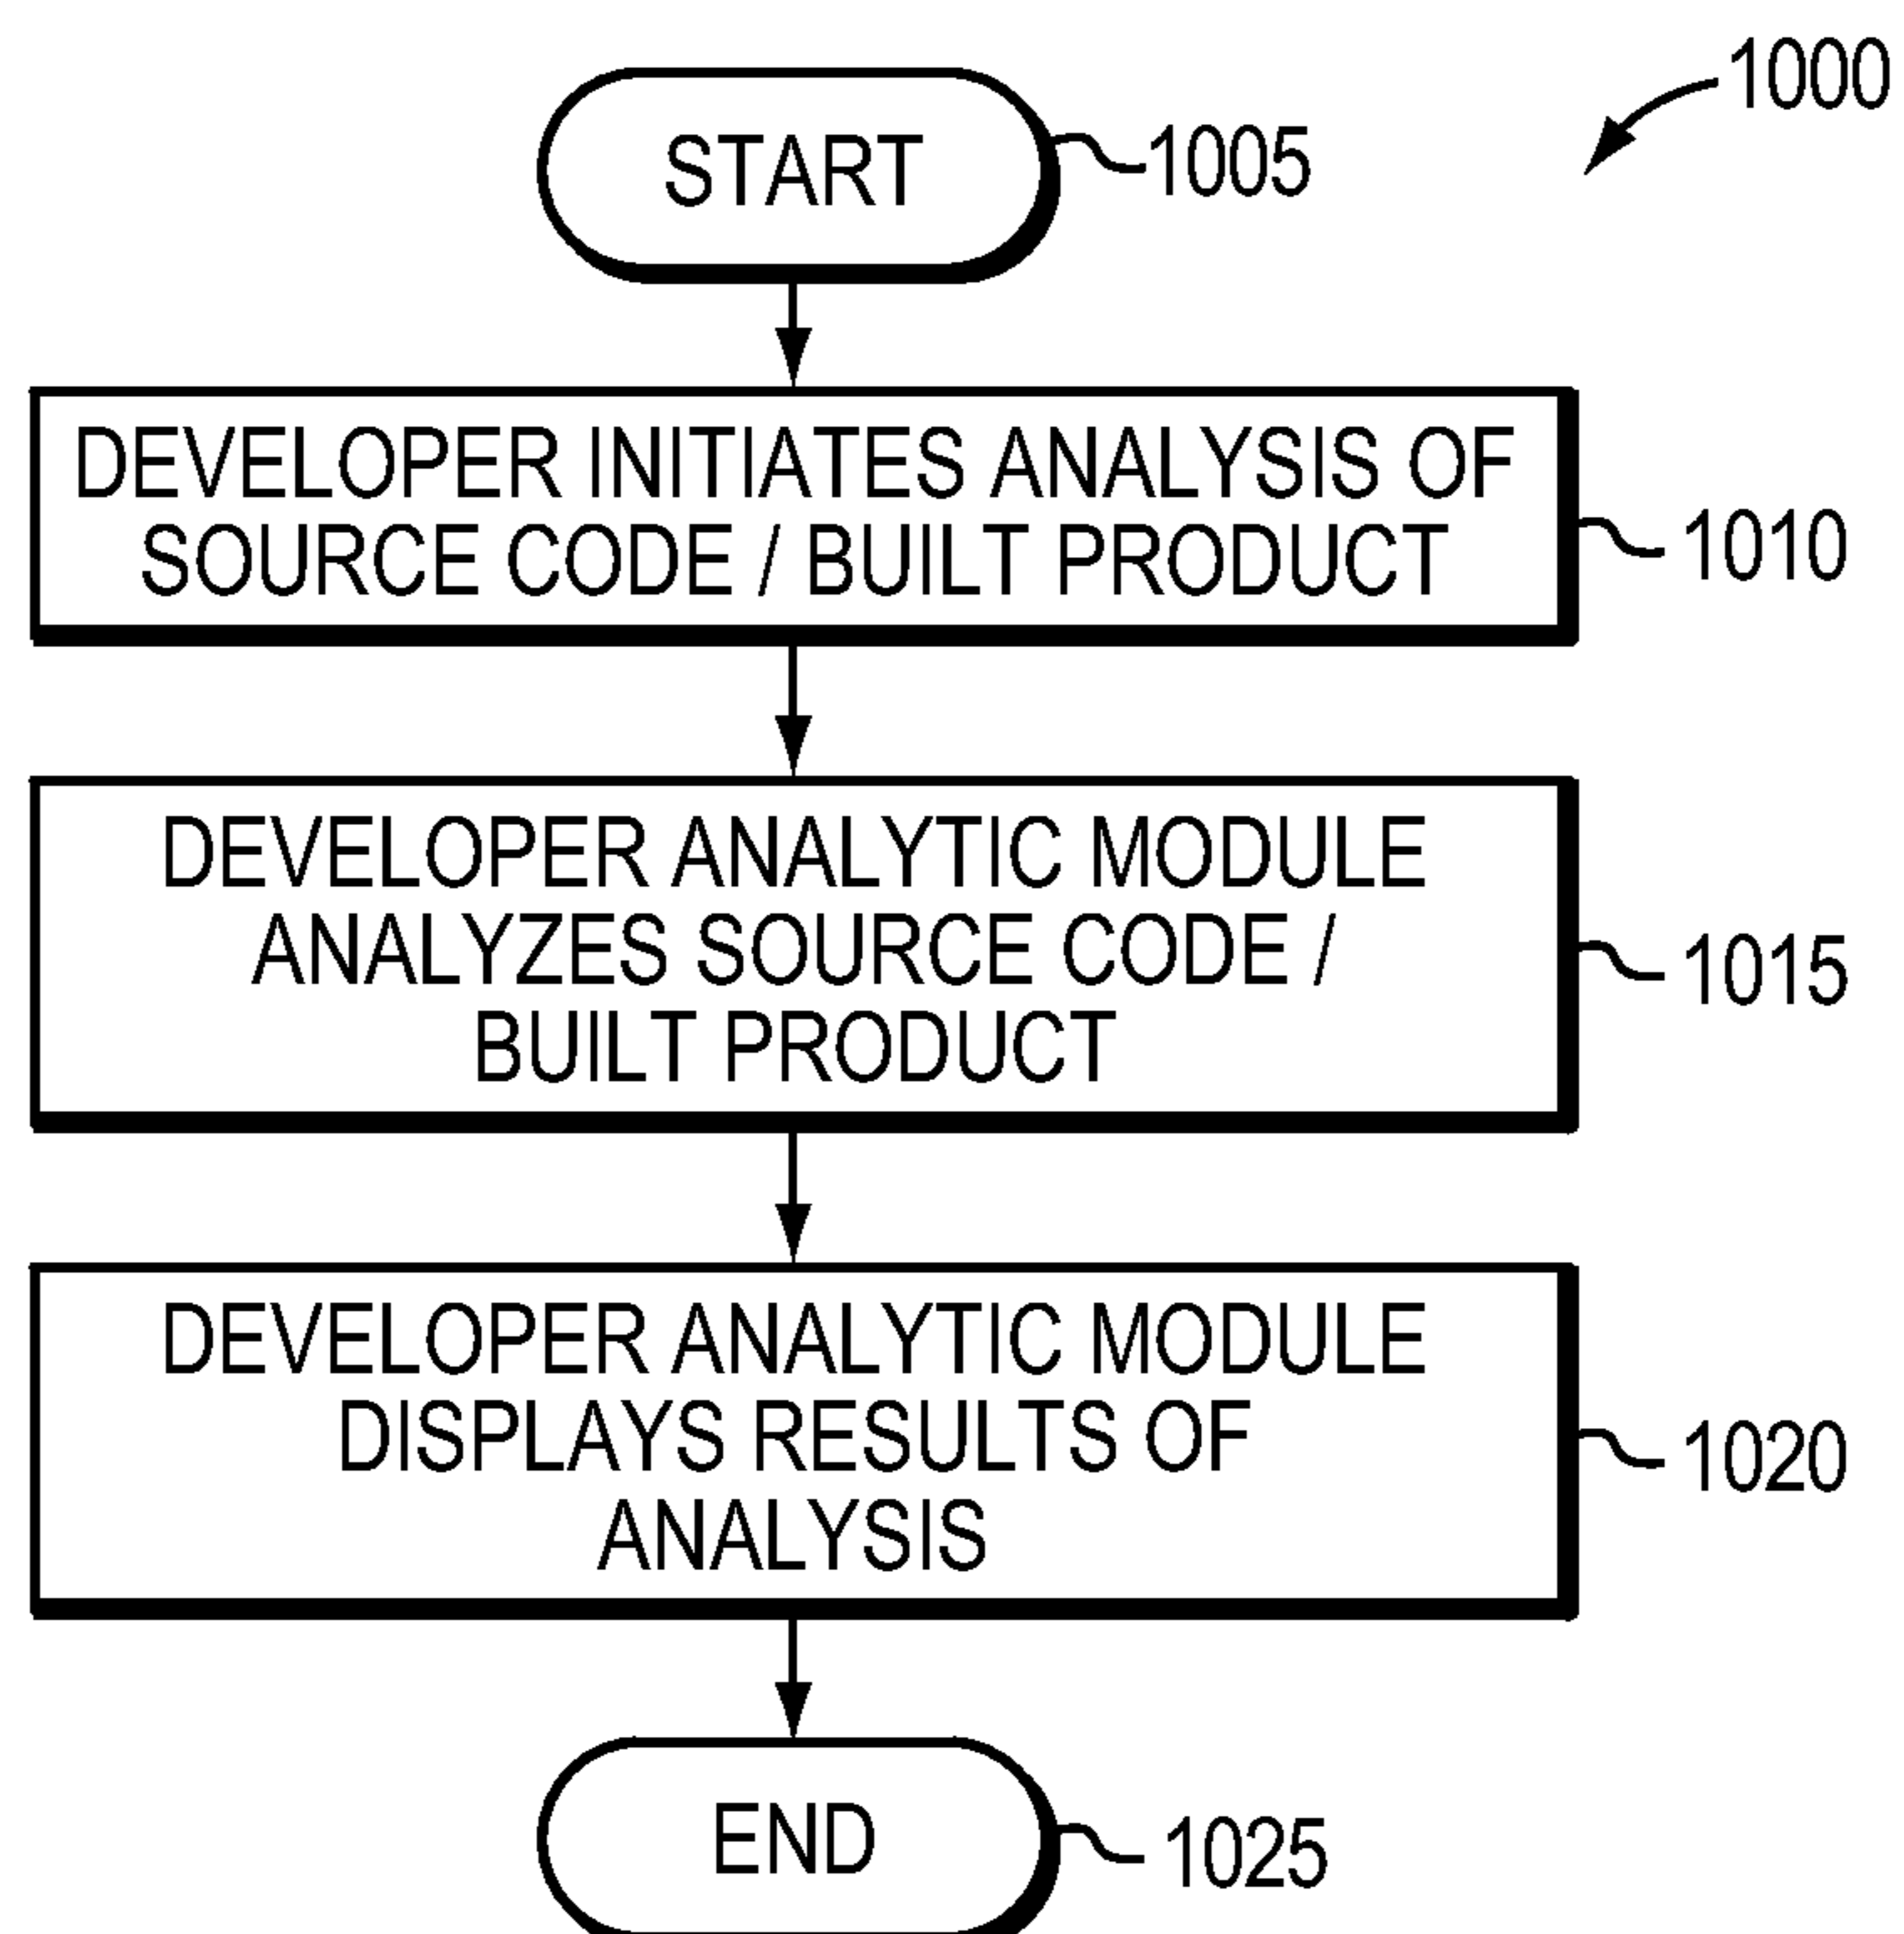 1000
START
1005
DEVELOPER INITIATES ANALYSIS OF
SOURCE CODE / BUILT PRODUCT
1010
DEVELOPER ANALYTIC MODULE
ANALYZES SOURCE CODE /
BUILT PRODUCT
1015
DEVELOPER ANALYTIC MODULE
DISPLAYS RESULTS OF
ANALYSIS
1020
END
1025